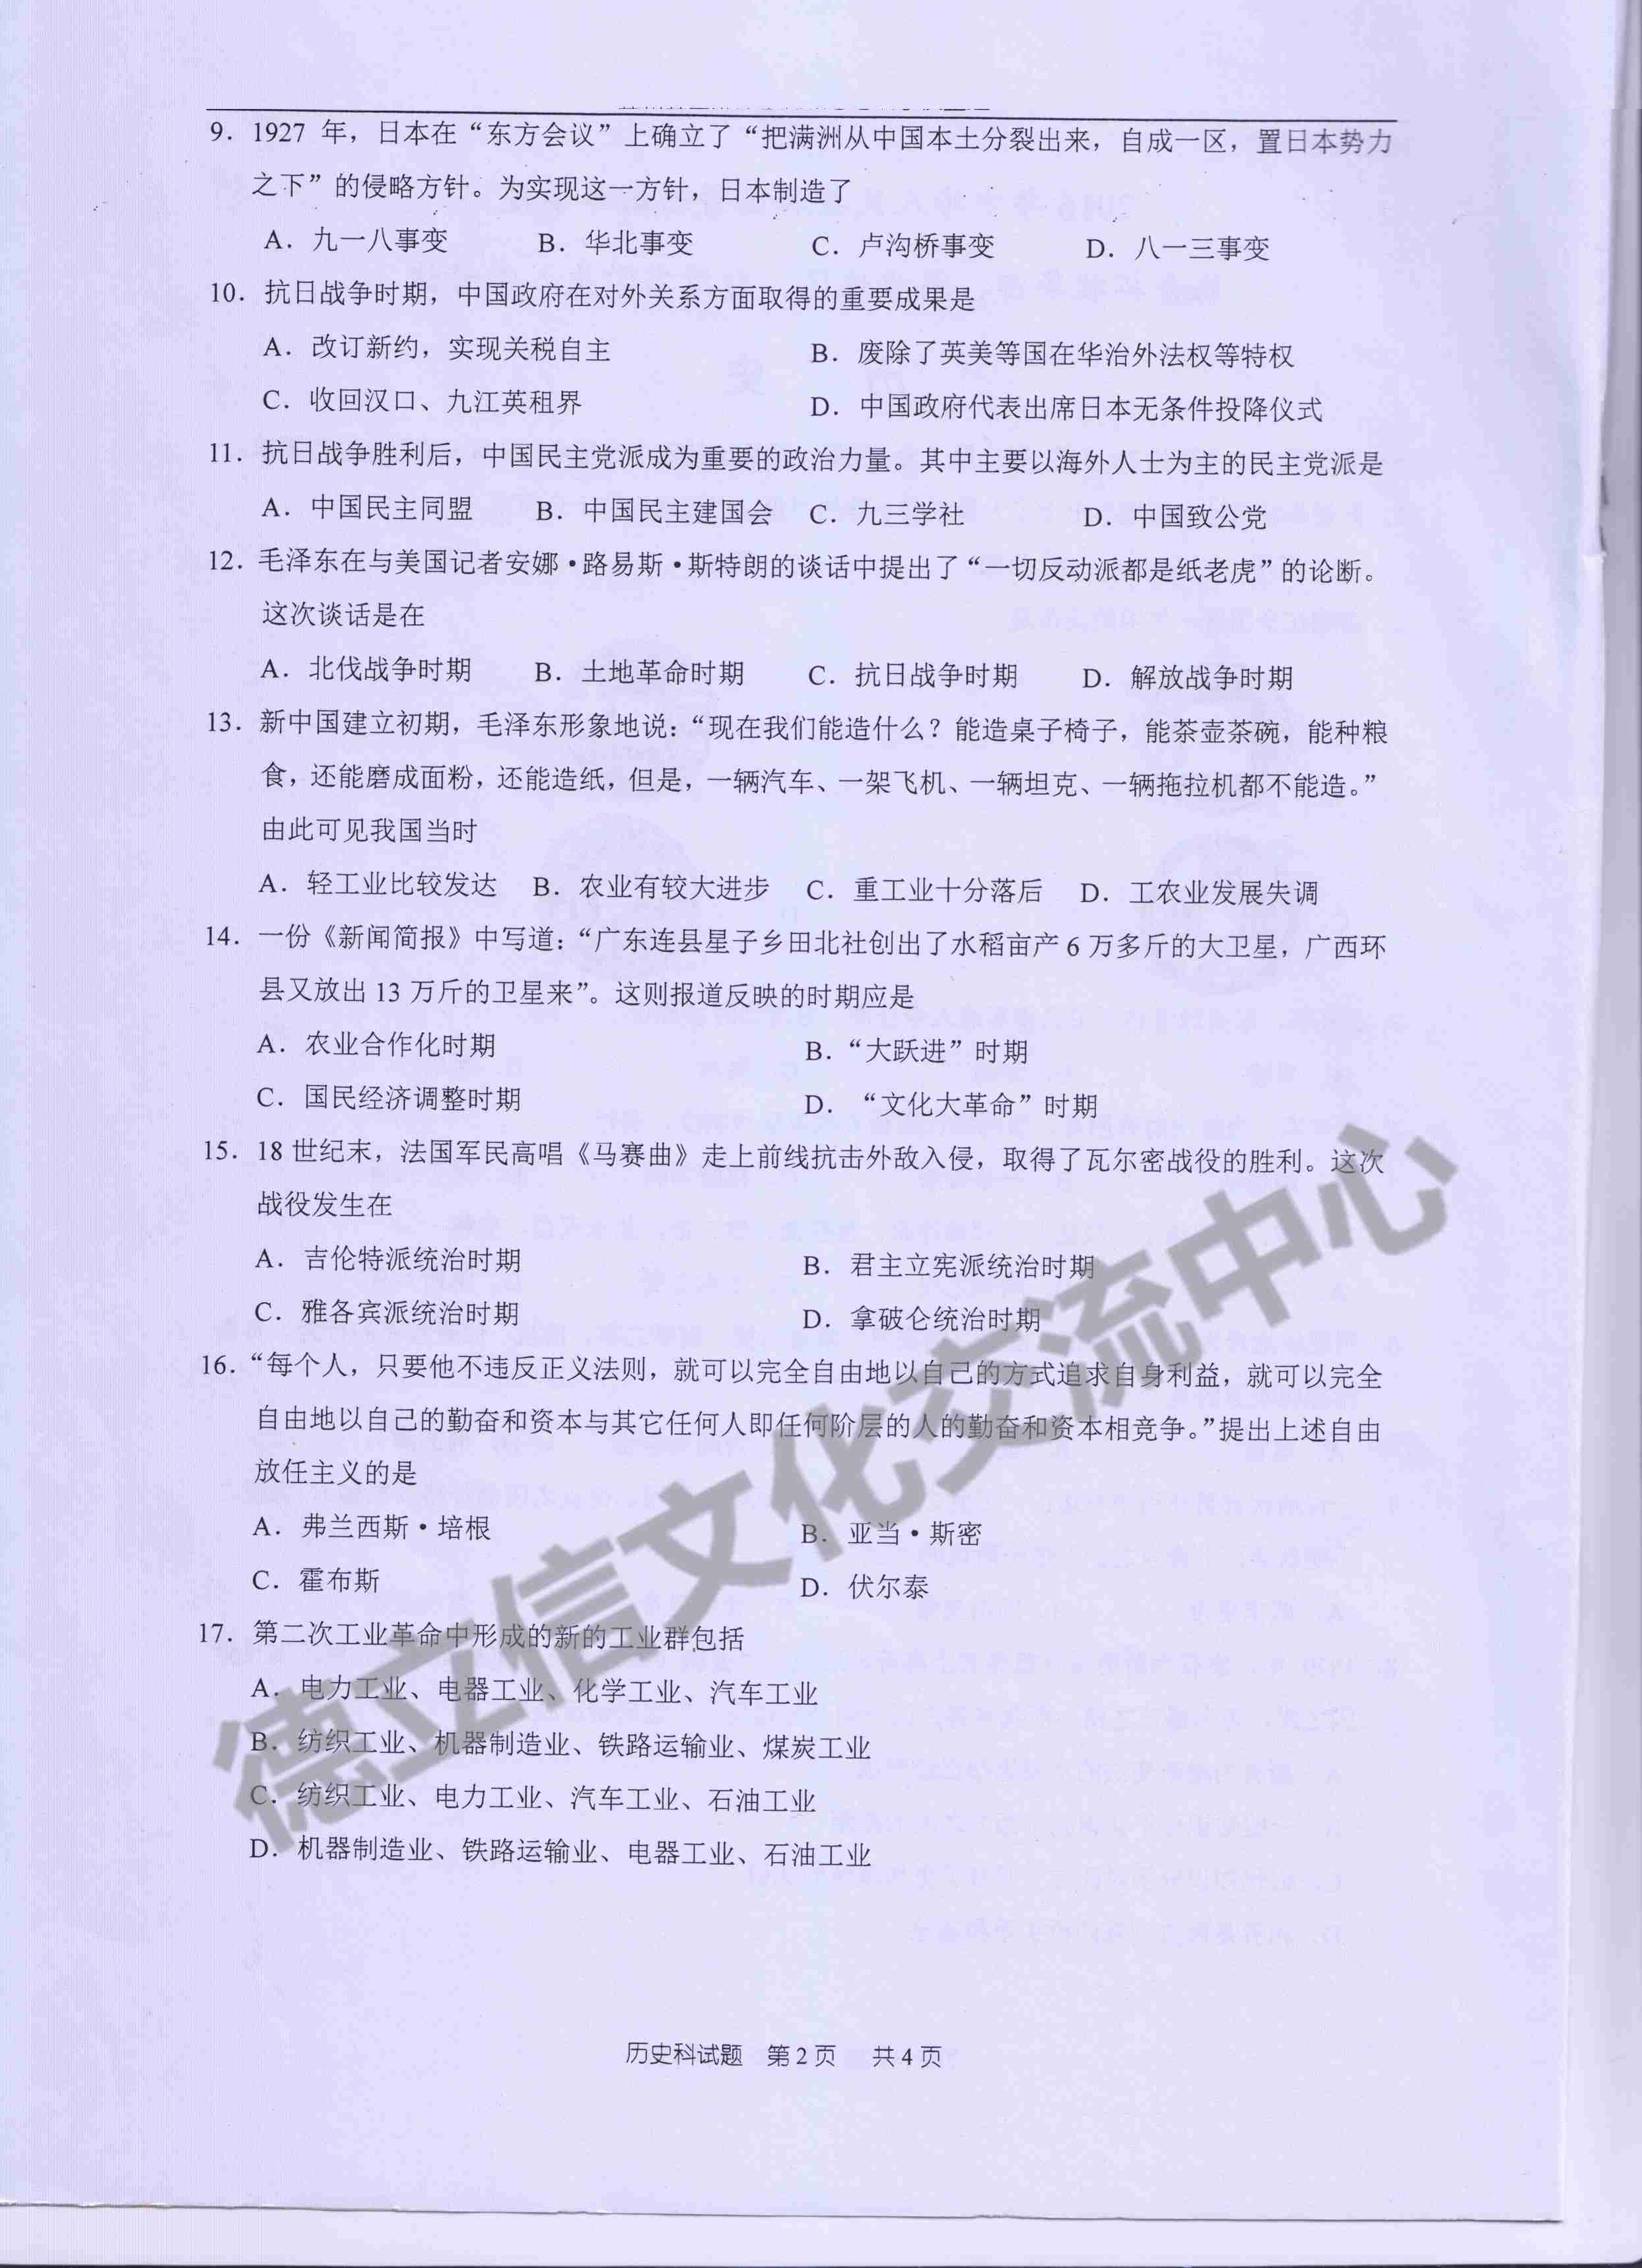 9．1927 年，日本在“东方会议”上确立了“把满洲从中国本土分裂出来，自成一区，置日本势力
之下”的侵略方针。为实现这一方针，日本制造了
A．九一八事变 B．华北事变 C．卢沟桥事变 D．八一三事变
10．抗日战争时期，中国政府在对外关系方面取得的重要成果是
A．改订新约，实现关税自主 B．废除了英美等国在华治外法权等特权
C．收回汉口、九江英租界 D．中国政府代表出席日本无条件投降仪式
11．抗日战争胜利后，中国民主党派成为重要的政治力量。其中主要以海外人士为主的民主党派是
A．中国民主同盟 B．中国民主建国会 C．九三学社 D．中国致公党
12．毛泽东在与美国记者安娜·路易斯·斯特朗的谈话中提出了“一切反动派都是纸老虎”的论断。
这次谈话是在
A．北伐战争时期 B．土地革命时期 C．抗日战争时期 D．解放战争时期
13．新中国建立初期，毛泽东形象地说：“现在我们能造什么？能造桌子椅子，能茶壶茶碗，能种粮
食，还能磨成面粉，还能造纸，但是，一辆汽车、一架飞机、一辆坦克、一辆拖拉机都不能造。”
由此可见我国当时
A．轻工业比较发达 B．农业有较大进步 C．重工业十分落后 D．工农业发展失调
14．一份《新闻简报》中写道：“广东连县星子乡田北社创出了水稻亩产 6 万多斤的大卫星，广西环
县又放出 13 万斤的卫星来”。这则报道反映的时期应是
A．农业合作化时期 B．“大跃进”时期
C．国民经济调整时期 D．“文化大革命”时期
15．18 世纪末，法国军民高唱《马赛曲》走上前线抗击外敌入侵，取得了瓦尔密战役的胜利。这次
战役发生在
A．吉伦特派统治时期 B．君主立宪派统治时期
C．雅各宾派统治时期 D．拿破仑统治时期
16．“每个人，只要他不违反正义法则，就可以完全自由地以自己的方式追求自身利益，就可以完全
自由地以自己的勤奋和资本与其它任何人即任何阶层的人的勤奋和资本相竞争。”提出上述自由
放任主义的是
A．弗兰西斯·培根 B．亚当·斯密
C．霍布斯 D．伏尔泰
17．第二次工业革命中形成的新的工业群包括
A．电力工业、电器工业、化学工业、汽车工业
B．纺织工业、机器制造业、铁路运输业、煤炭工业
C．纺织工业、电力工业、汽车工业、石油工业
D．机器制造业、铁路运输业、电器工业、石油工业
德立信文化交流中心
历史科试题 第 2 页 共 4 页